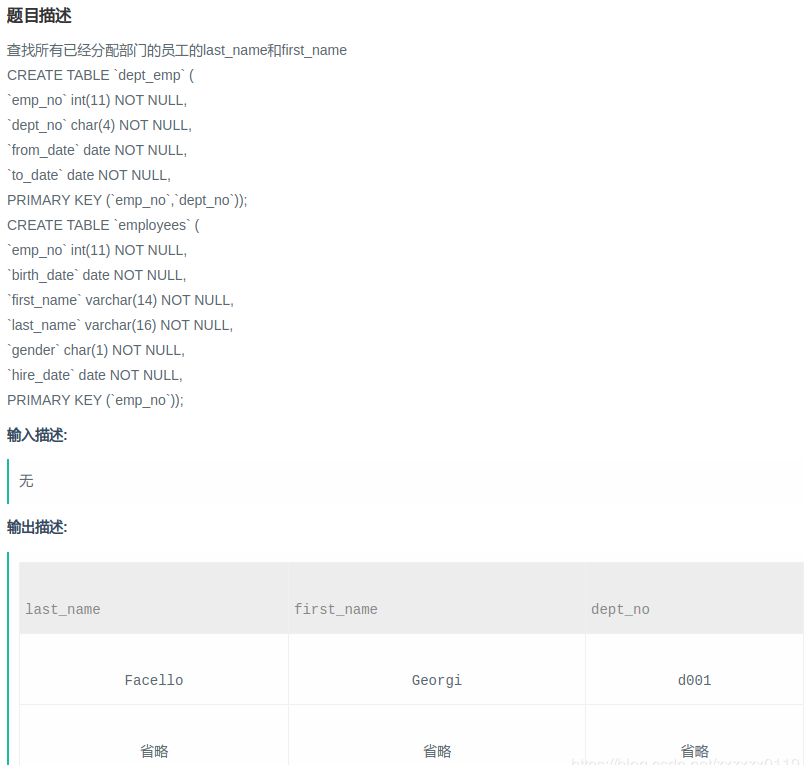 题目描述
查找所有已经分配部门的员工的last_name和first_name
CREATE TABLE `dept_emp` (
`emp_no` int(11) NOT NULL,
`dept_no` char(4) NOT NULL,
`from_date` date NOT NULL,
`to_date` date NOT NULL,
PRIMARY KEY (`emp_no`,`dept_no`));
CREATE TABLE `employees` (
`emp_no` int(11) NOT NULL,
`birth_date` date NOT NULL,
`first_name` varchar(14) NOT NULL,
`last_name` varchar(16) NOT NULL,
`gender` char(1) NOT NULL,
`hire_date` date NOT NULL,
PRIMARY KEY (`emp_no`));
输入描述:
无
输出描述:
last_name first_name dept_no
Facello Georgi d001
省略 省略 省略